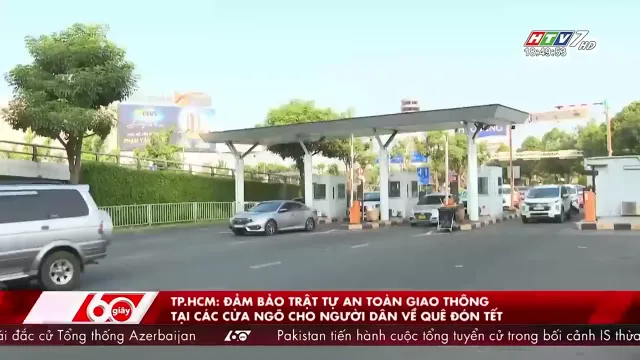 HTV7 HD
18:49:53
60 giây
TP.HCM: ĐẢM BẢO TRẬT TỰ AN TOÀN GIAO THÔNG
TẠI CÁC CỬA NGÕ CHO NGƯỜI DÂN VỀ QUÊ ĐÓN TẾT
ái đắc cử Tổng thống Azerbaijan
Pakistan tiến hành cuộc tổng tuyển cử trong bối cảnh IS thừa